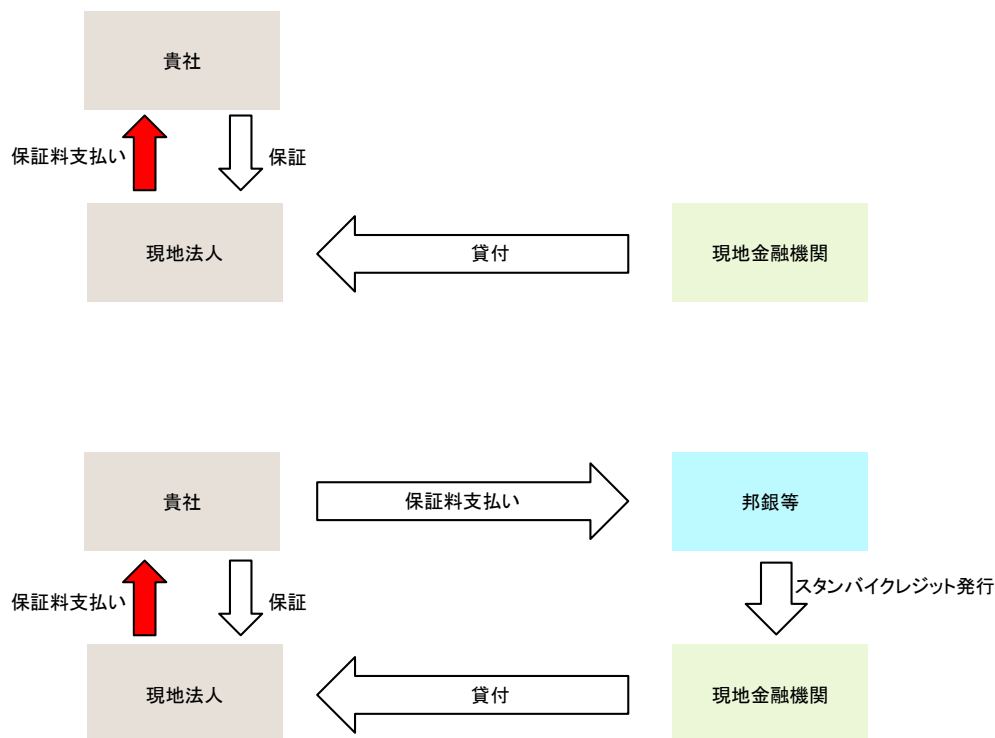 貴社
保証料支払い
保証
現地法人
貸付
現地金融機関
貴社
保証料支払い
邦銀等
保証料支払い
保証
スタンバイクレジット発行
現地法人
貸付
現地金融機関